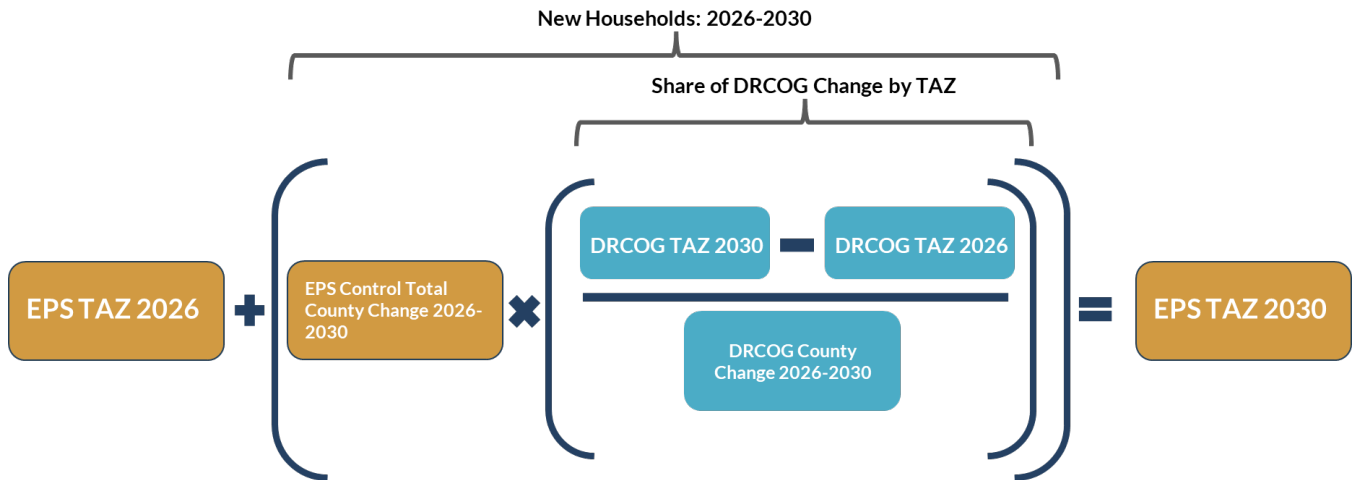 New Households: 2026-2030
Share of DRCOG Change by TAZ
DRCOG TAZ 2030
DRCOG TAZ 2026
EPS TAZ 2026
EPS Control Total
County Change 2026-
2030
EPS TAZ 2030
DRCOG County
Change 2026-2030